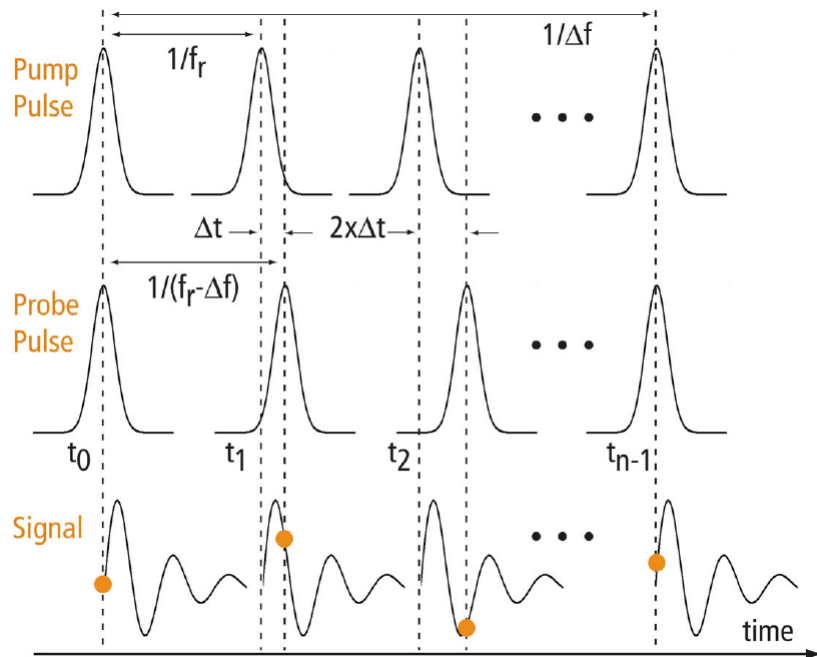 1/Δf
1/fr
Pump
Pulse
Δt
2xΔt
1/(fr-Δf)
Probe
Pulse
t0
t1
t2
tn-1
Signal
time